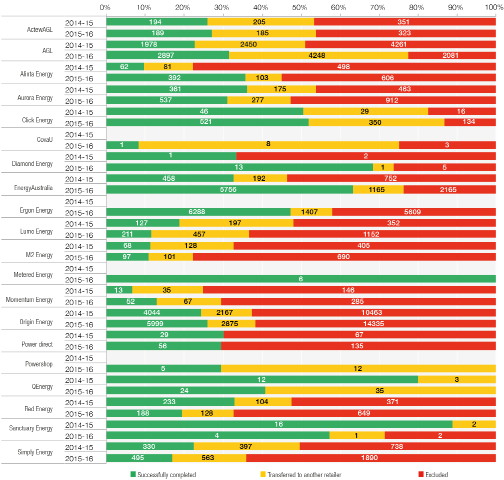 0% 10% 20% 30% 40% 50% 60% 70% 80% 90% 100%
ActewAGL
2014-15 194 205 351
2015-16 189 185 323
AGL
2014-15 1978 2450 4261
2015-16 2897 4248 2081
Alinta Energy
2014-15 62 81 498
2015-16 392 103 606
Aurora Energy
2014-15 361 175 463
2015-16 537 277 912
Click Energy
2014-15 46 29 16
2015-16 521 350 134
CovaU
2014-15
2015-16 1 8 3
Diamond Energy
2014-15 1 2
2015-16 13 1 5
EnergyAustralia
2014-15 458 192 752
2015-16 5756 1165 2165
Ergon Energy
2014-15
2015-16 6288 1407 5609
Lumo Energy
2014-15 127 197 352
2015-16 211 457 1152
M2 Energy
2014-15 68 128 405
2015-16 97 101 690
Metered Energy
2014-15
2015-16 6
Momentum Energy
2014-15 13 35 146
2015-16 52 67 285
Origin Energy
2014-15 4044 2167 10463
2015-16 5999 2875 14335
Power direct
2014-15 29 67
2015-16 58 135
Powershop
2014-15
2015-16 5 12
QEnergy
2014-15 12 3
2015-16 24 35
Red Energy
2014-15 233 104 371
2015-16 188 128 649
Sanctuary Energy
2014-15 16 2
2015-16 4 1 2
Simply Energy
2014-15 330 397 738
2015-16 495 563 1890
Successfully completed Transferred to another retailer Excluded